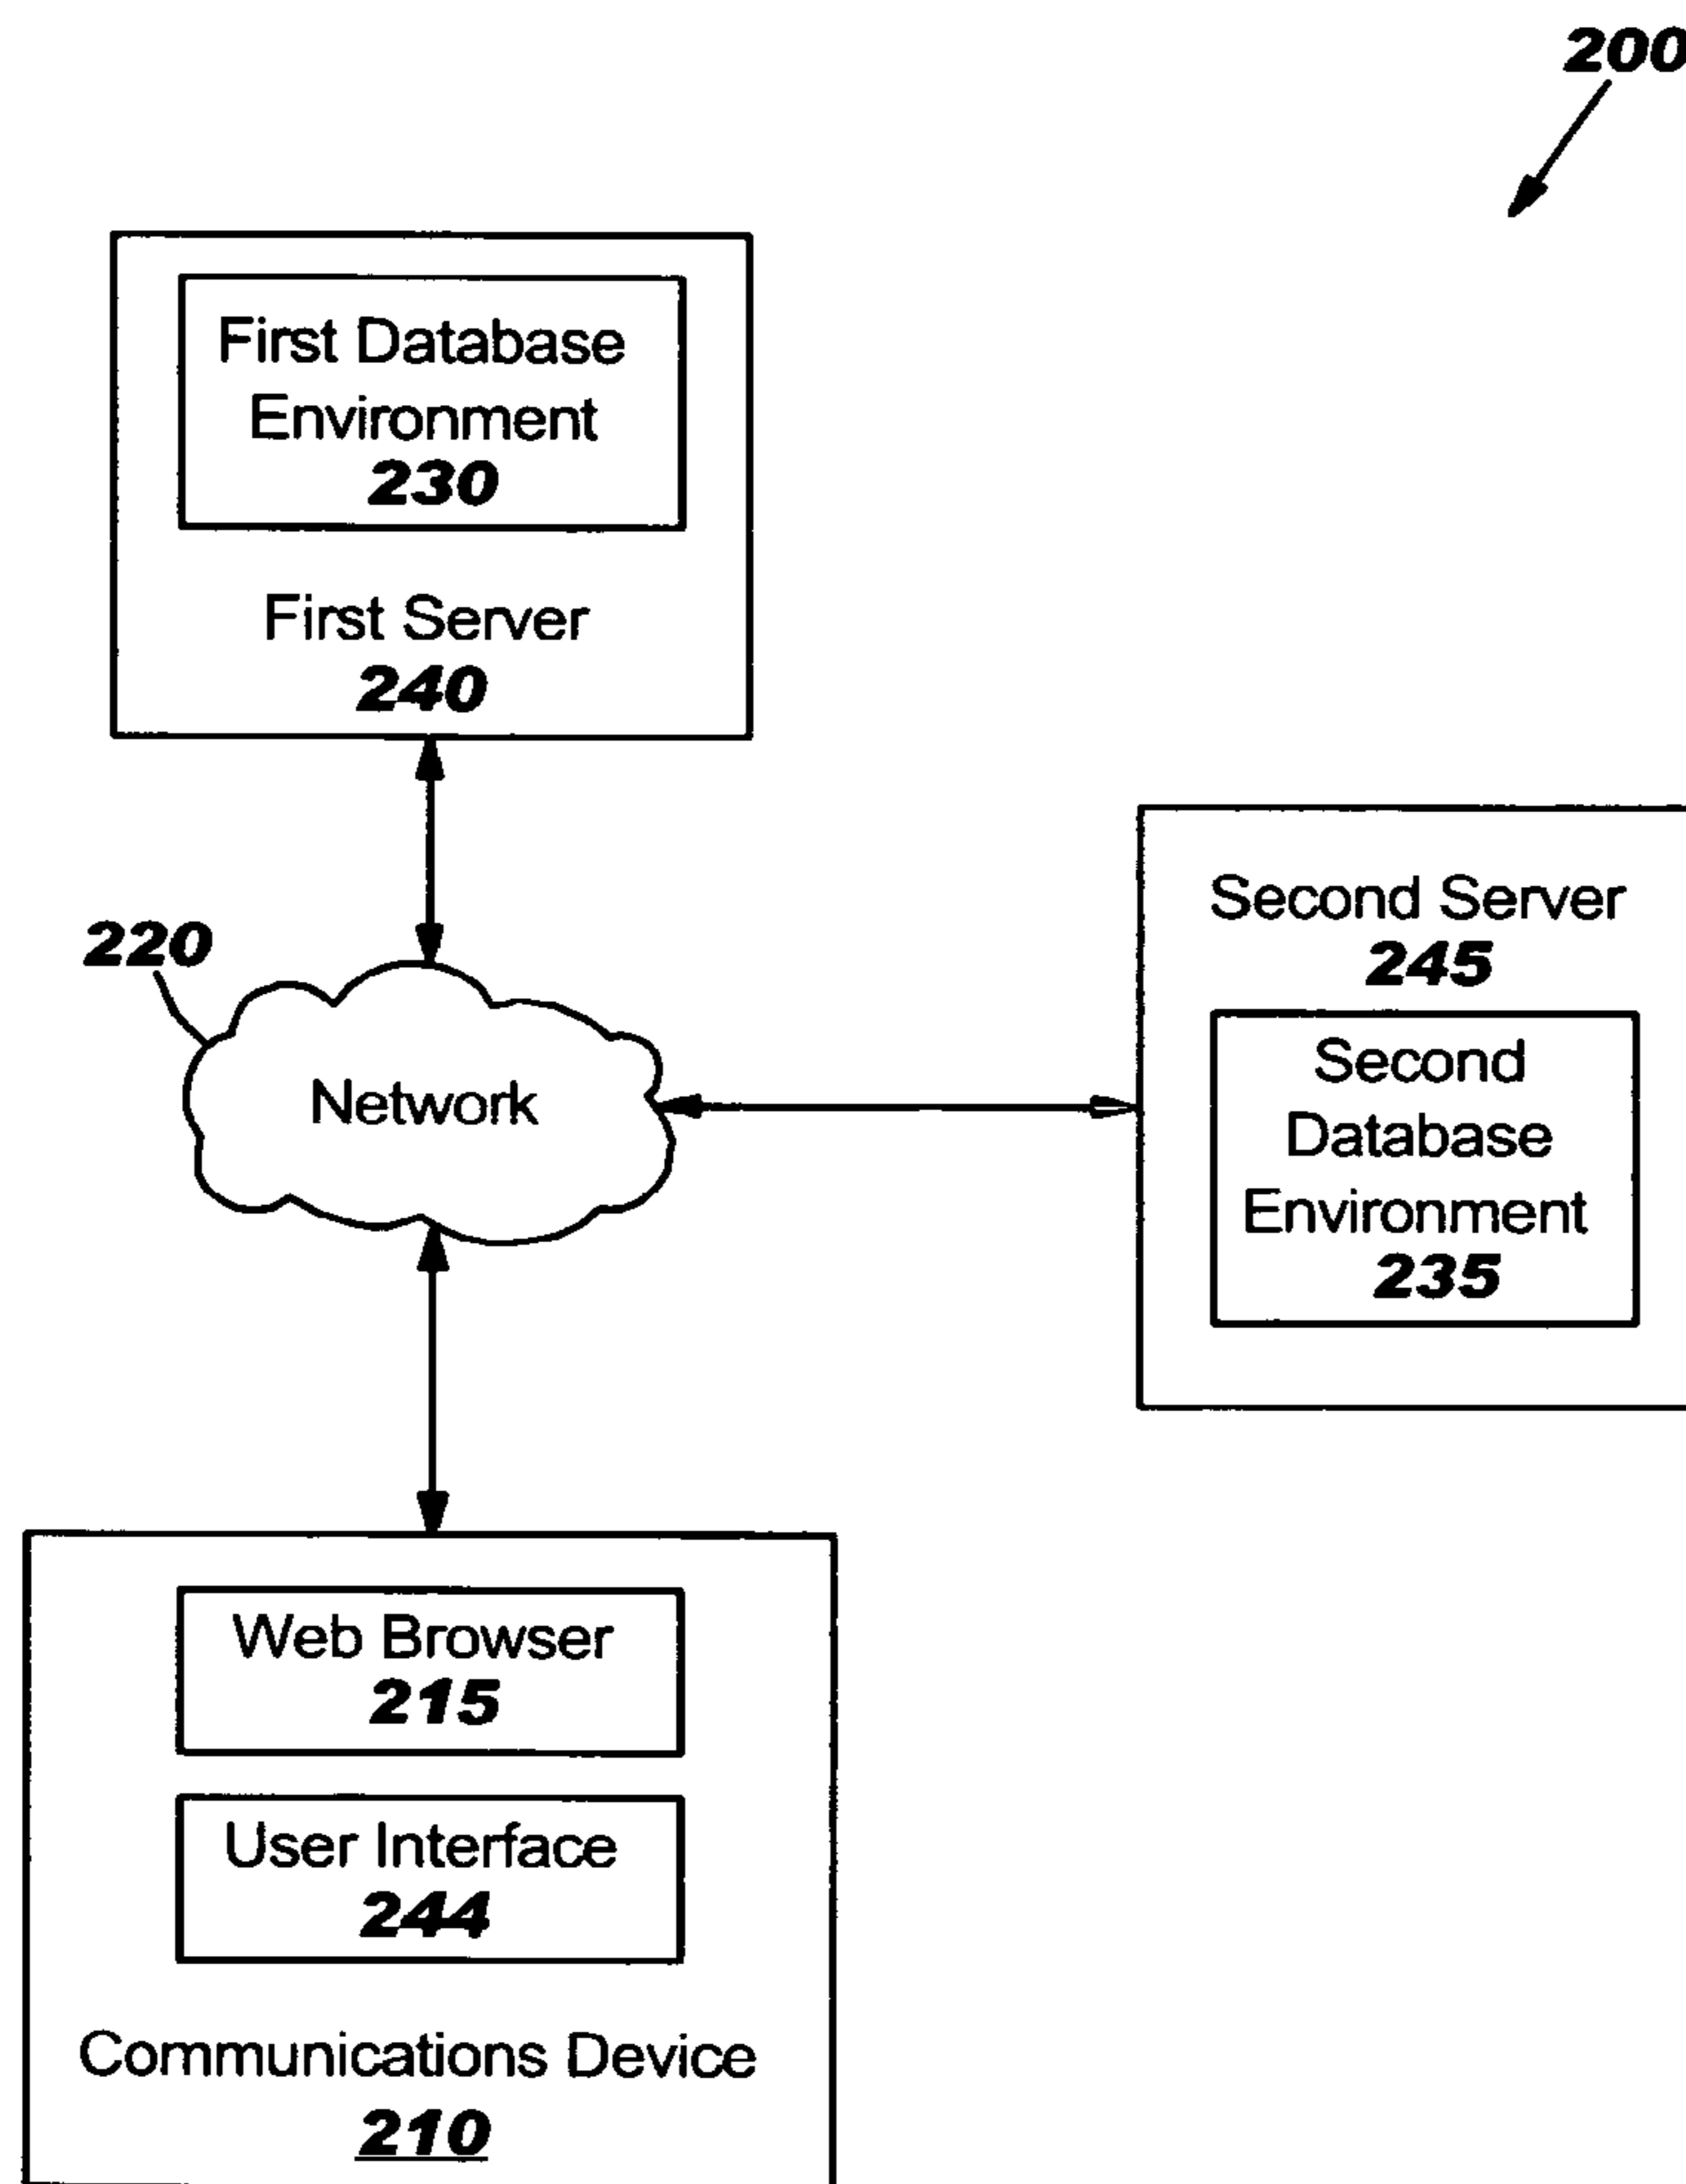 200
First Database
Environment
230
First Server
240
220
Network
Second Server
245
Second
Database
Environment
235
Web Browser
215
User Interface
244
Communications Device
210